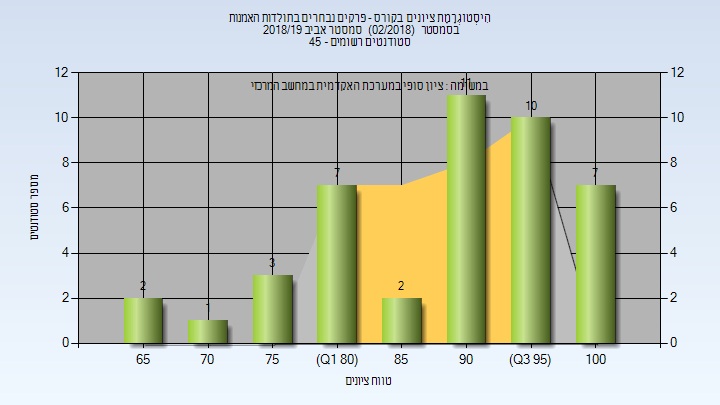 הִיסְטוֹגְרָמַת ציונים בקורס - פרקים נבחרים בתולדות האמנות
בסמסטר (02/2018) סמסטר אביב 2018/19
סטודנטים רשומים - 45
במשימה : ציון סופי במערכת האקדמית במחשב המרכזי
מספר סטודנטים
12 12
10 10
8 8
6 6
4 4
2 2
0 0
2 1 3 7 2 11 10 7
65 70 75 (Q1 80) 85 90 (Q3 95) 100
טווח ציונים